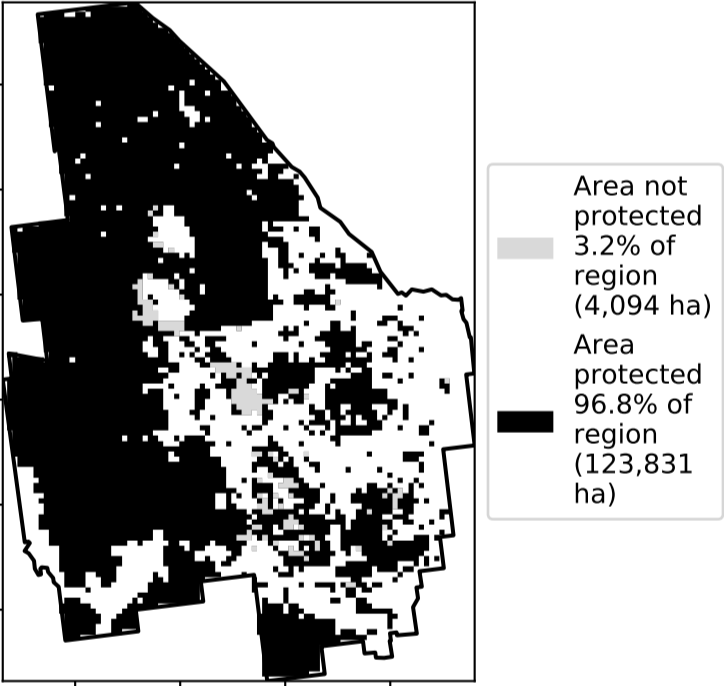 Area not
protected
3.2% of
region
(4,094 ha)
Area
protected
96.8% of
region
(123,831
ha)